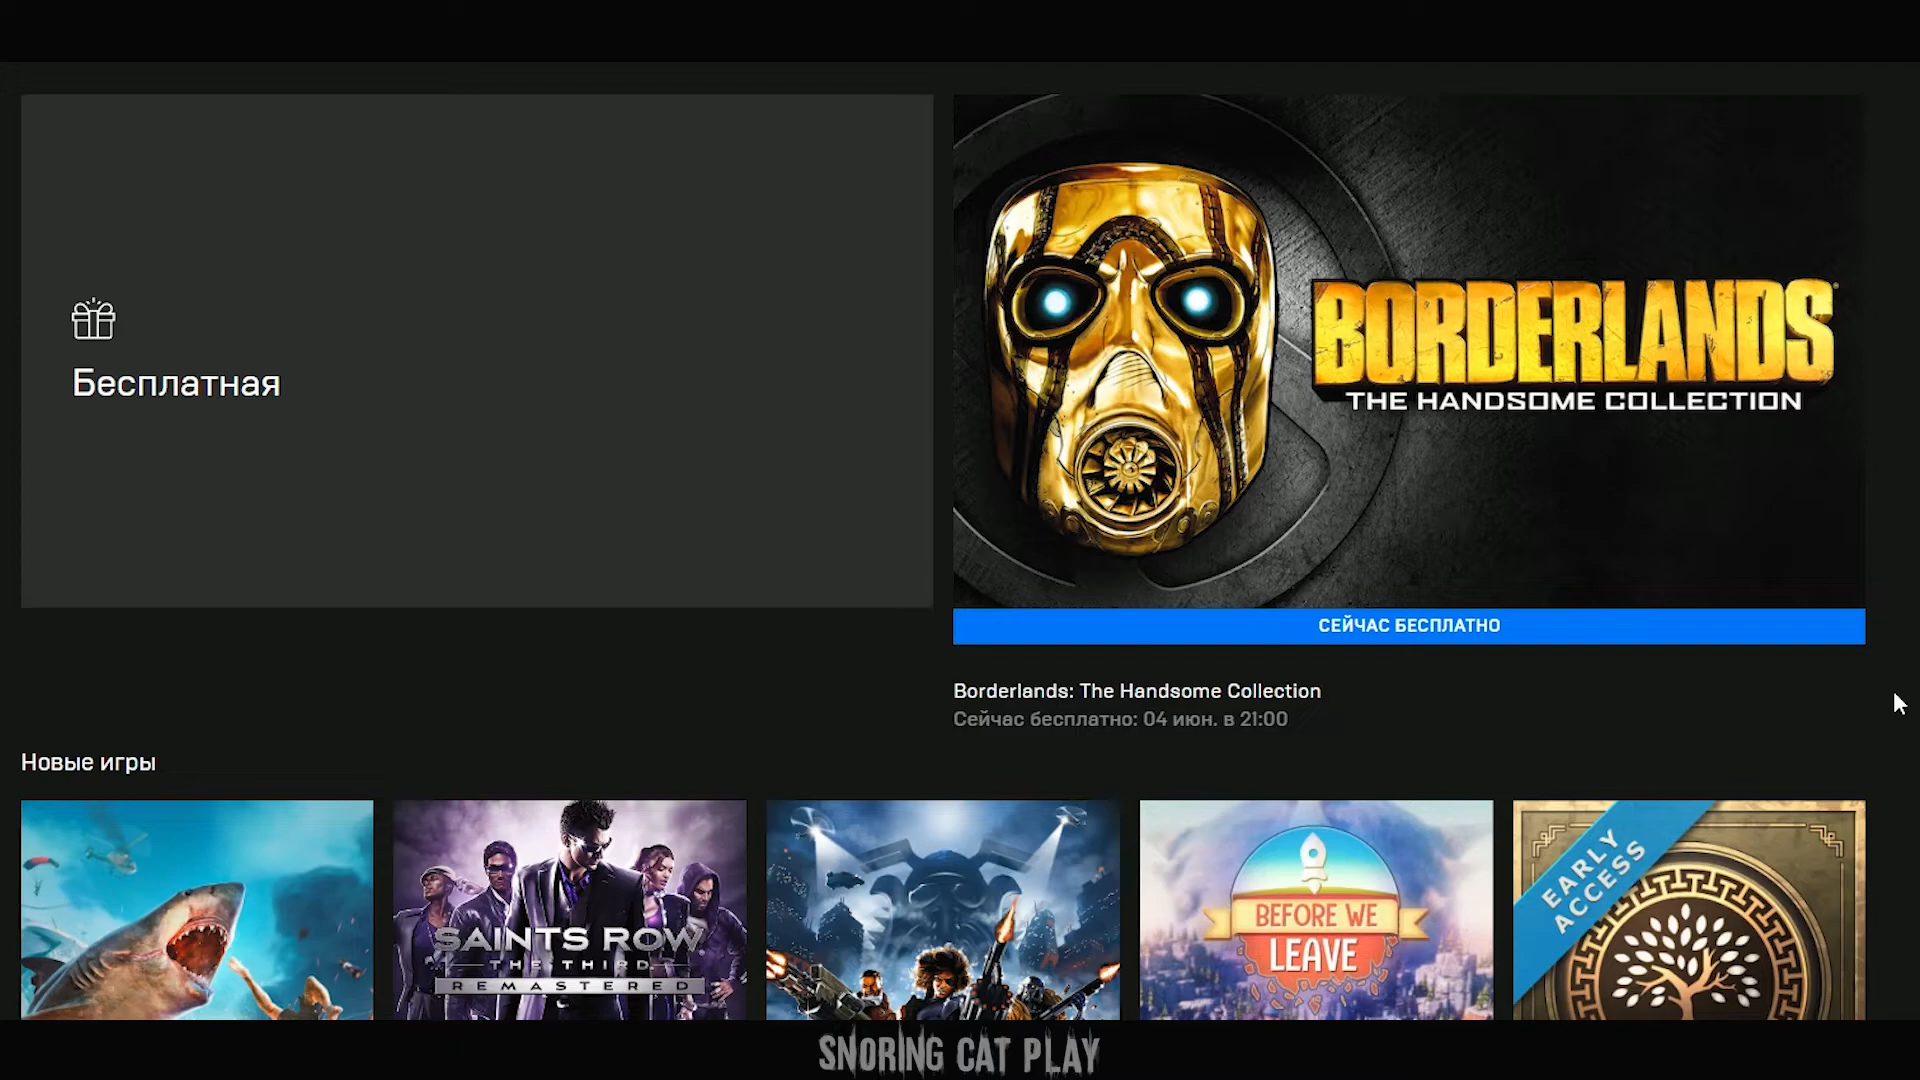 Бесплатная
BORDERLANDS
THE HANDSOME COLLECTION
СЕЙЧАС БЕСПЛАТНО
Borderlands: The Handsome Collection
Сейчас бесплатно: 04 июн. в 21:00
Новые игры
SAINTS ROW
THE THIRD
REMASTERED
BEFORE WE
LEAVE
EARLY
ACCESS
SNORING CAT PLAY